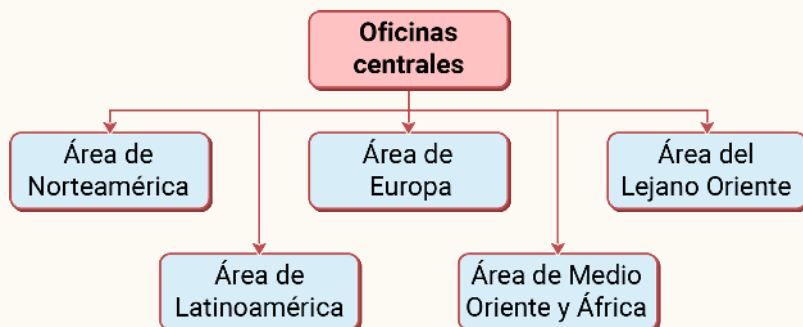 Oficinas
centrales
Área de
Norteamérica
Área de
Europa
Área del
Lejano Oriente
Área de
Latinoamérica
Área de Medio
Oriente y África